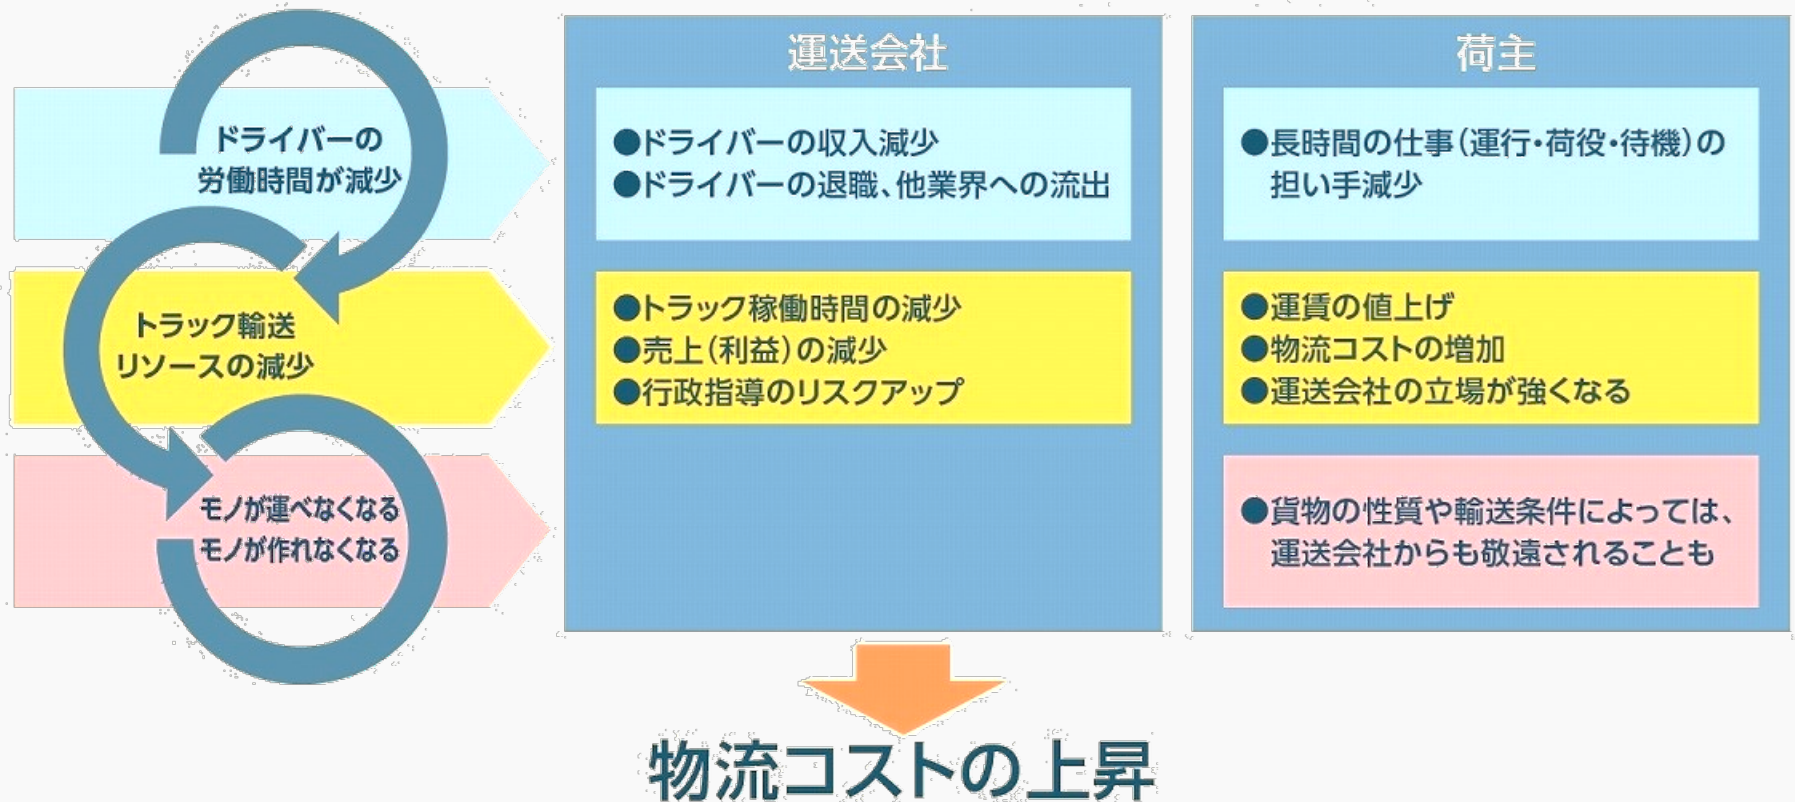 ドライバーの
労働時間が減少
トラック輸送
リソースの減少
モノが運べなくなる
モノが作れなくなる
運送会社
●ドライバーの収入減少
●ドライバーの退職、他業界への流出
●トラック稼働時間の減少
●売上(利益)の減少
●行政指導のリスクアップ
荷主
●長時間の仕事(運行・荷役・待機)の
担い手減少
●運賃の値上げ
●物流コストの増加
●運送会社の立場が強くなる
●貨物の性質や輸送条件によっては、
運送会社からも敬遠されることも
物流コストの上昇